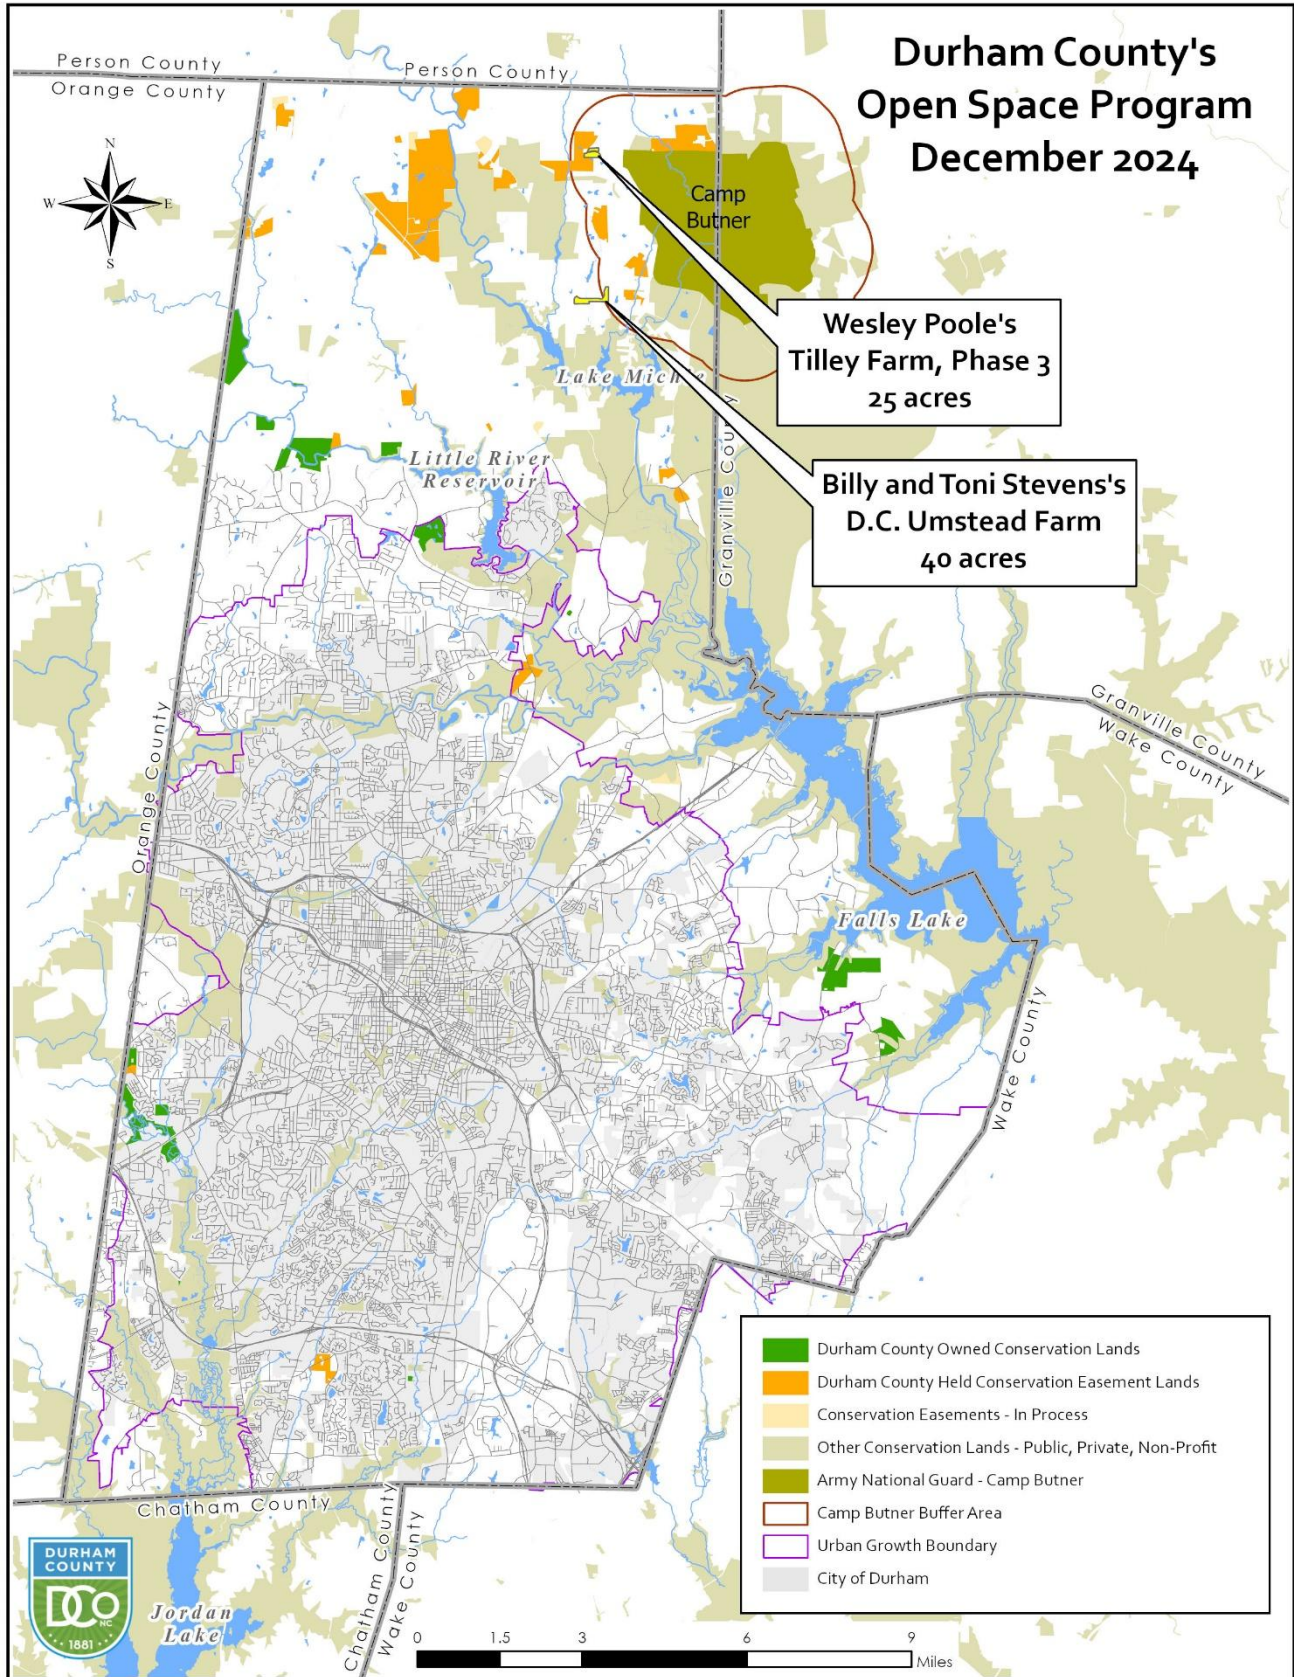 Durham County's
Open Space Program
December 2024
Person County
Person County
Orange County
N
W
E
S
Camp
Butner
Wesley Poole's
Tilley Farm, Phase 3
25 acres
Lake Michie
Granville County
Little River
Reservoir
Billy and Toni Stevens's
D.C. Umstead Farm
40 acres
Granville County
Wake County
Orange County
Falls Lake
Wake County
Durham County Owned Conservation Lands
Durham County Held Conservation Easement Lands
Conservation Easements - In Process
Other Conservation Lands - Public, Private, Non-Profit
Army National Guard - Camp Butner
Camp Butner Buffer Area
Urban Growth Boundary
City of Durham
Chatham County
Chatham County
Wake County
DURHAM
COUNTY
DCO
NC
1881
Jordan
Lake
0 1.5 3 6 9
Miles